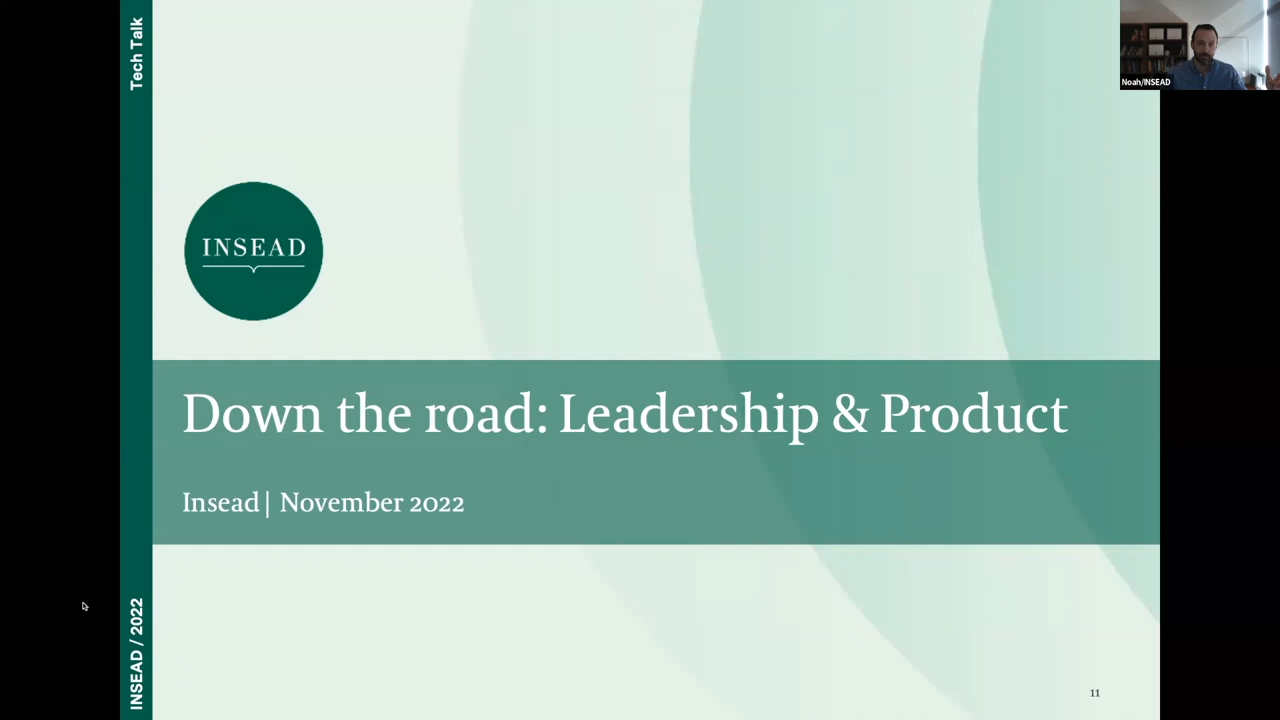 Tech Talk
Noah/INSEAD
INSEAD
Down the road: Leadership & Product
Insead | November 2022
INSEAD / 2022
11